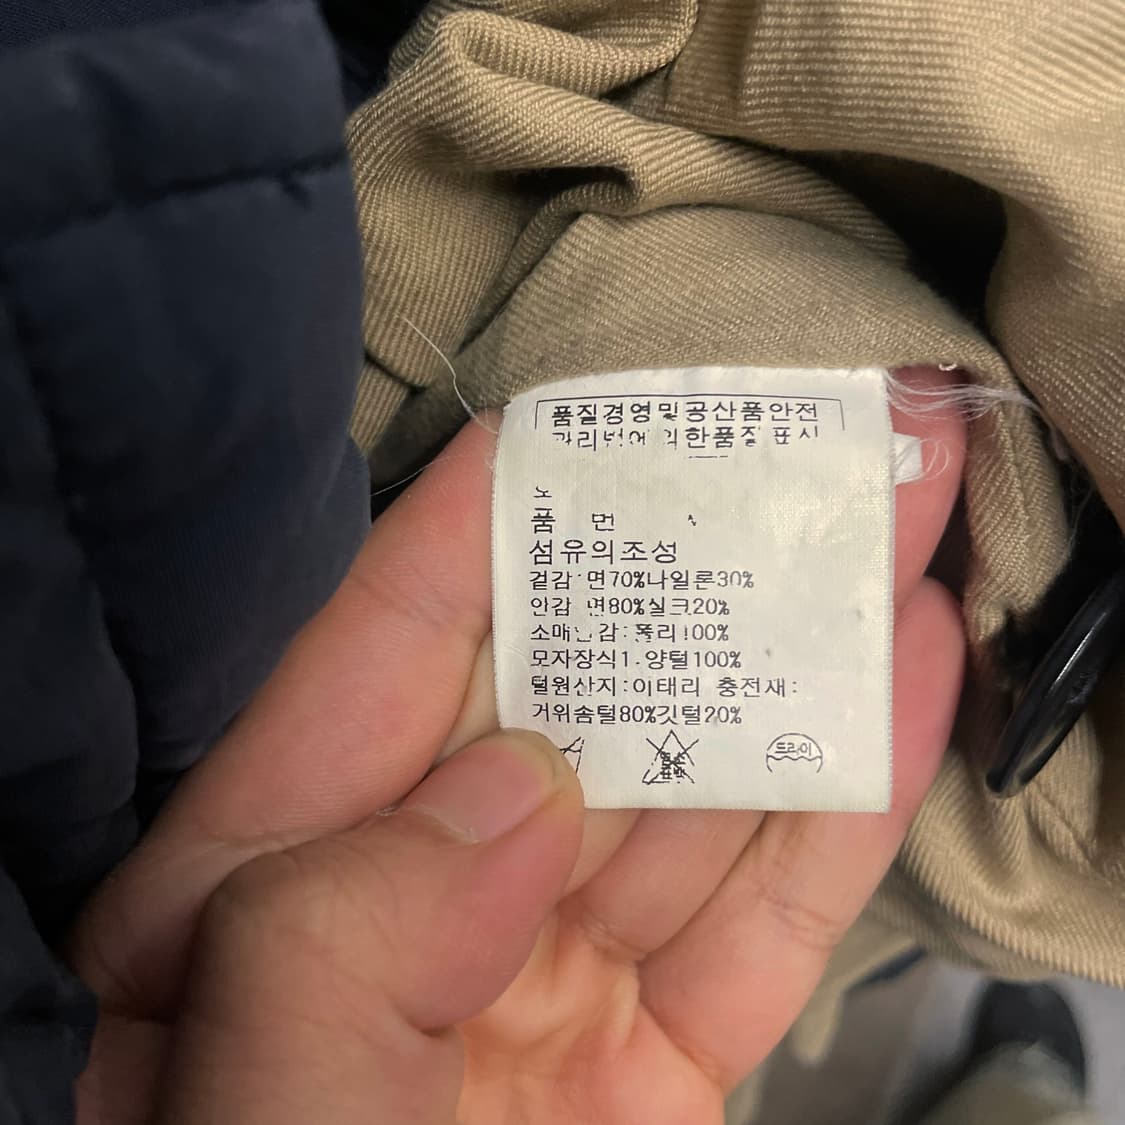 품질경영및공산품안전
관리법에 의한품질 표시
품 번
섬유의조성
겉감:면70%나일론30%
안감 면80%실크20%
소매안감:폴리100%
모자장식1.양털100%
털원산지:이태리 충전재:
거위솜털80%깃털20%
드라이